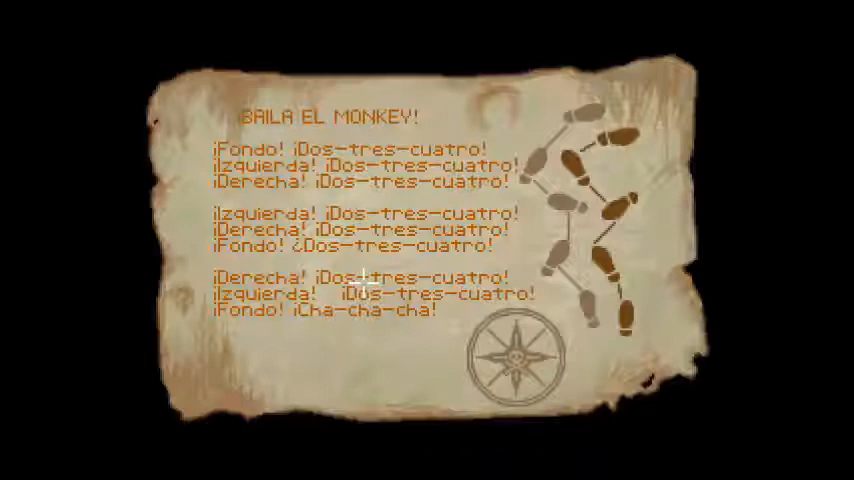 ¡BAILA EL MONKEY!
¡Fondo! ¡Dos-tres-cuatro!
¡Izquierda! ¡Dos-tres-cuatro!
¡Derecha! ¡Dos-tres-cuatro!
¡Izquierda! ¡Dos-tres-cuatro!
¡Derecha! ¡Dos-tres-cuatro!
¡Fondo! ¿Dos-tres-cuatro!
¡Derecha! ¡Dos-tres-cuatro!
¡Izquierda! ¡Dos-tres-cuatro!
¡Fondo! ¡Cha-cha-cha!